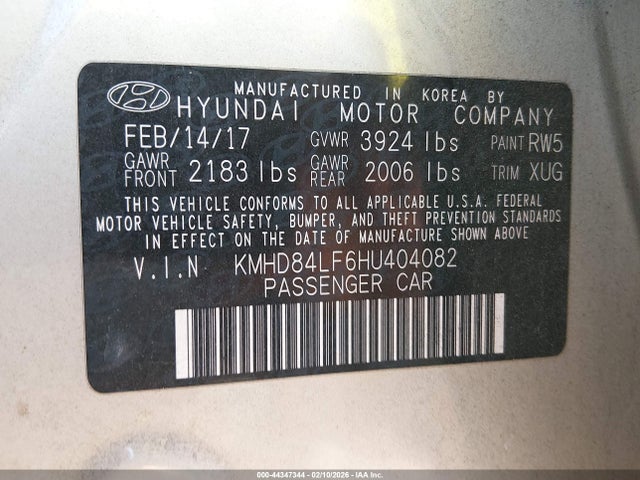 MANUFACTURED IN KOREA BY
HYUNDAI MOTOR COMPANY
FEB/14/17 GVWR 3924 lbs PAINT RW5
GAWR FRONT 2183 lbs GAWR REAR 2006 lbs TRIM XUG
THIS VEHICLE CONFORMS TO ALL APPLICABLE U.S.A. FEDERAL
MOTOR VEHICLE SAFETY, BUMPER, AND THEFT PREVENTION STANDARDS
IN EFFECT ON THE DATE OF MANUFACTURE SHOWN ABOVE
V.I.N KMHD84LF6HU404082
PASSENGER CAR
000-44347344 - 02/10/2026 - IAA Inc.